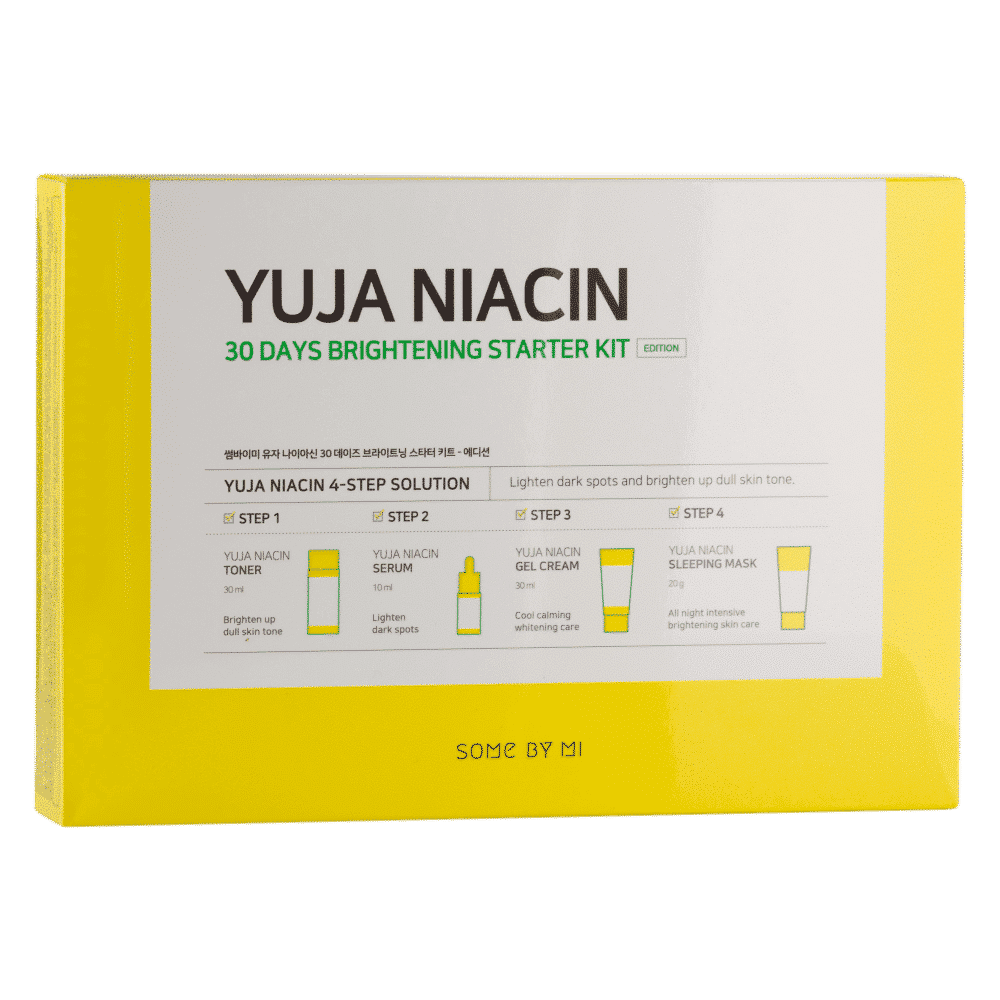 YUJA NIACIN
30 DAYS BRIGHTENING STARTER KIT EDITION
썸바이미 유자 나이아신 30 데이즈 브라이트닝 스타터 키트 - 에디션
YUJA NIACIN 4-STEP SOLUTION
Lighten dark spots and brighten up dull skin tone.
STEP 1
YUJA NIACIN
TONER
30 ml
Brighten up
dull skin tone
STEP 2
YUJA NIACIN
SERUM
10 ml
Lighten
dark spots
STEP 3
YUJA NIACIN
GEL CREAM
30 ml
Cool calming
whitening care
STEP 4
YUJA NIACIN
SLEEPING MASK
20 g
All night intensive
brightening skin care
SOME BY MI